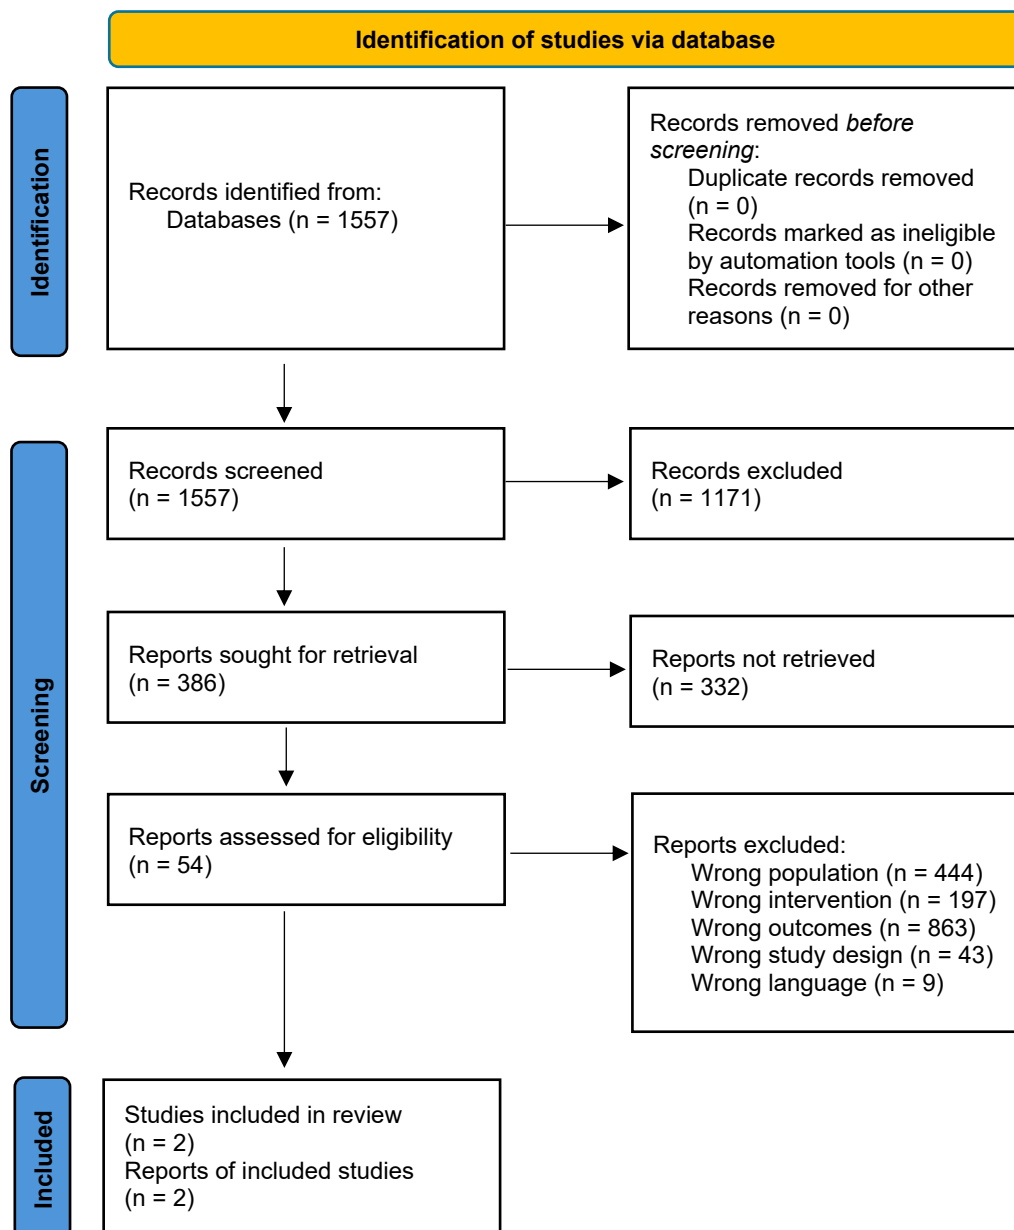 Identification of studies via database
Identification
Records identified from:
Databases (n = 1557)
Records removed before
screening:
Duplicate records removed
(n = 0)
Records marked as ineligible
by automation tools (n = 0)
Records removed for other
reasons (n = 0)
Screening
Records screened
(n = 1557)
Records excluded
(n = 1171)
Reports sought for retrieval
(n = 386)
Reports not retrieved
(n = 332)
Reports assessed for eligibility
(n = 54)
Reports excluded:
Wrong population (n = 444)
Wrong intervention (n = 197)
Wrong outcomes (n = 863)
Wrong study design (n = 43)
Wrong language (n = 9)
Included
Studies included in review
(n = 2)
Reports of included studies
(n = 2)